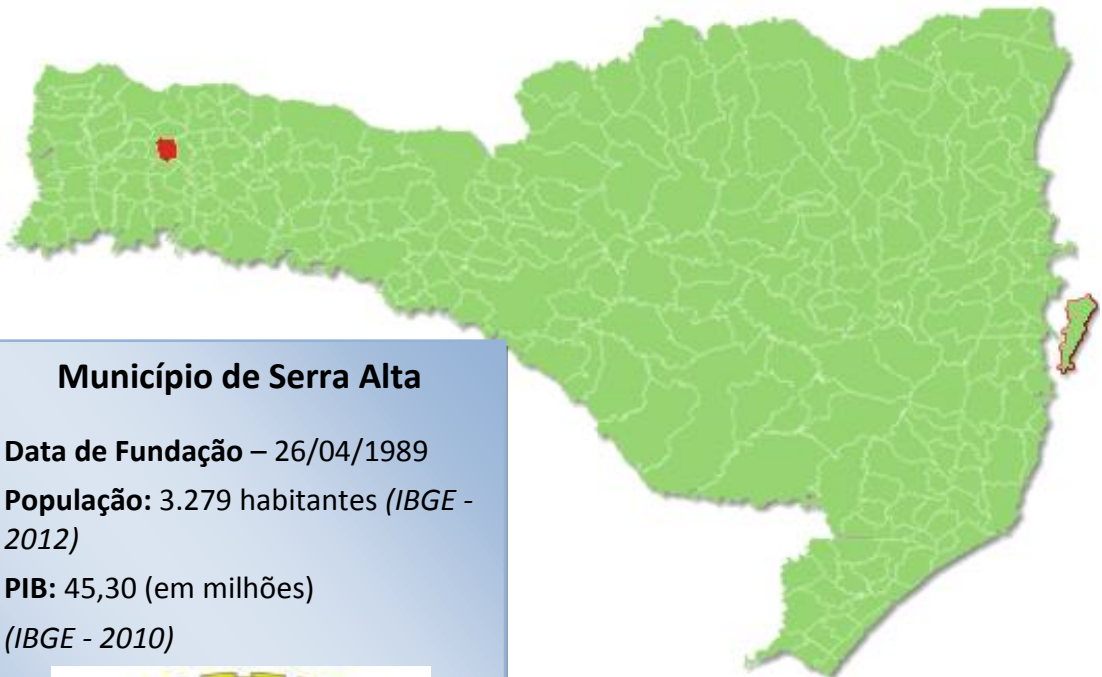 Município de Serra Alta
Data de Fundação – 26/04/1989
População: 3.279 habitantes (IBGE -
2012)
PIB: 45,30 (em milhões)
(IBGE - 2010)